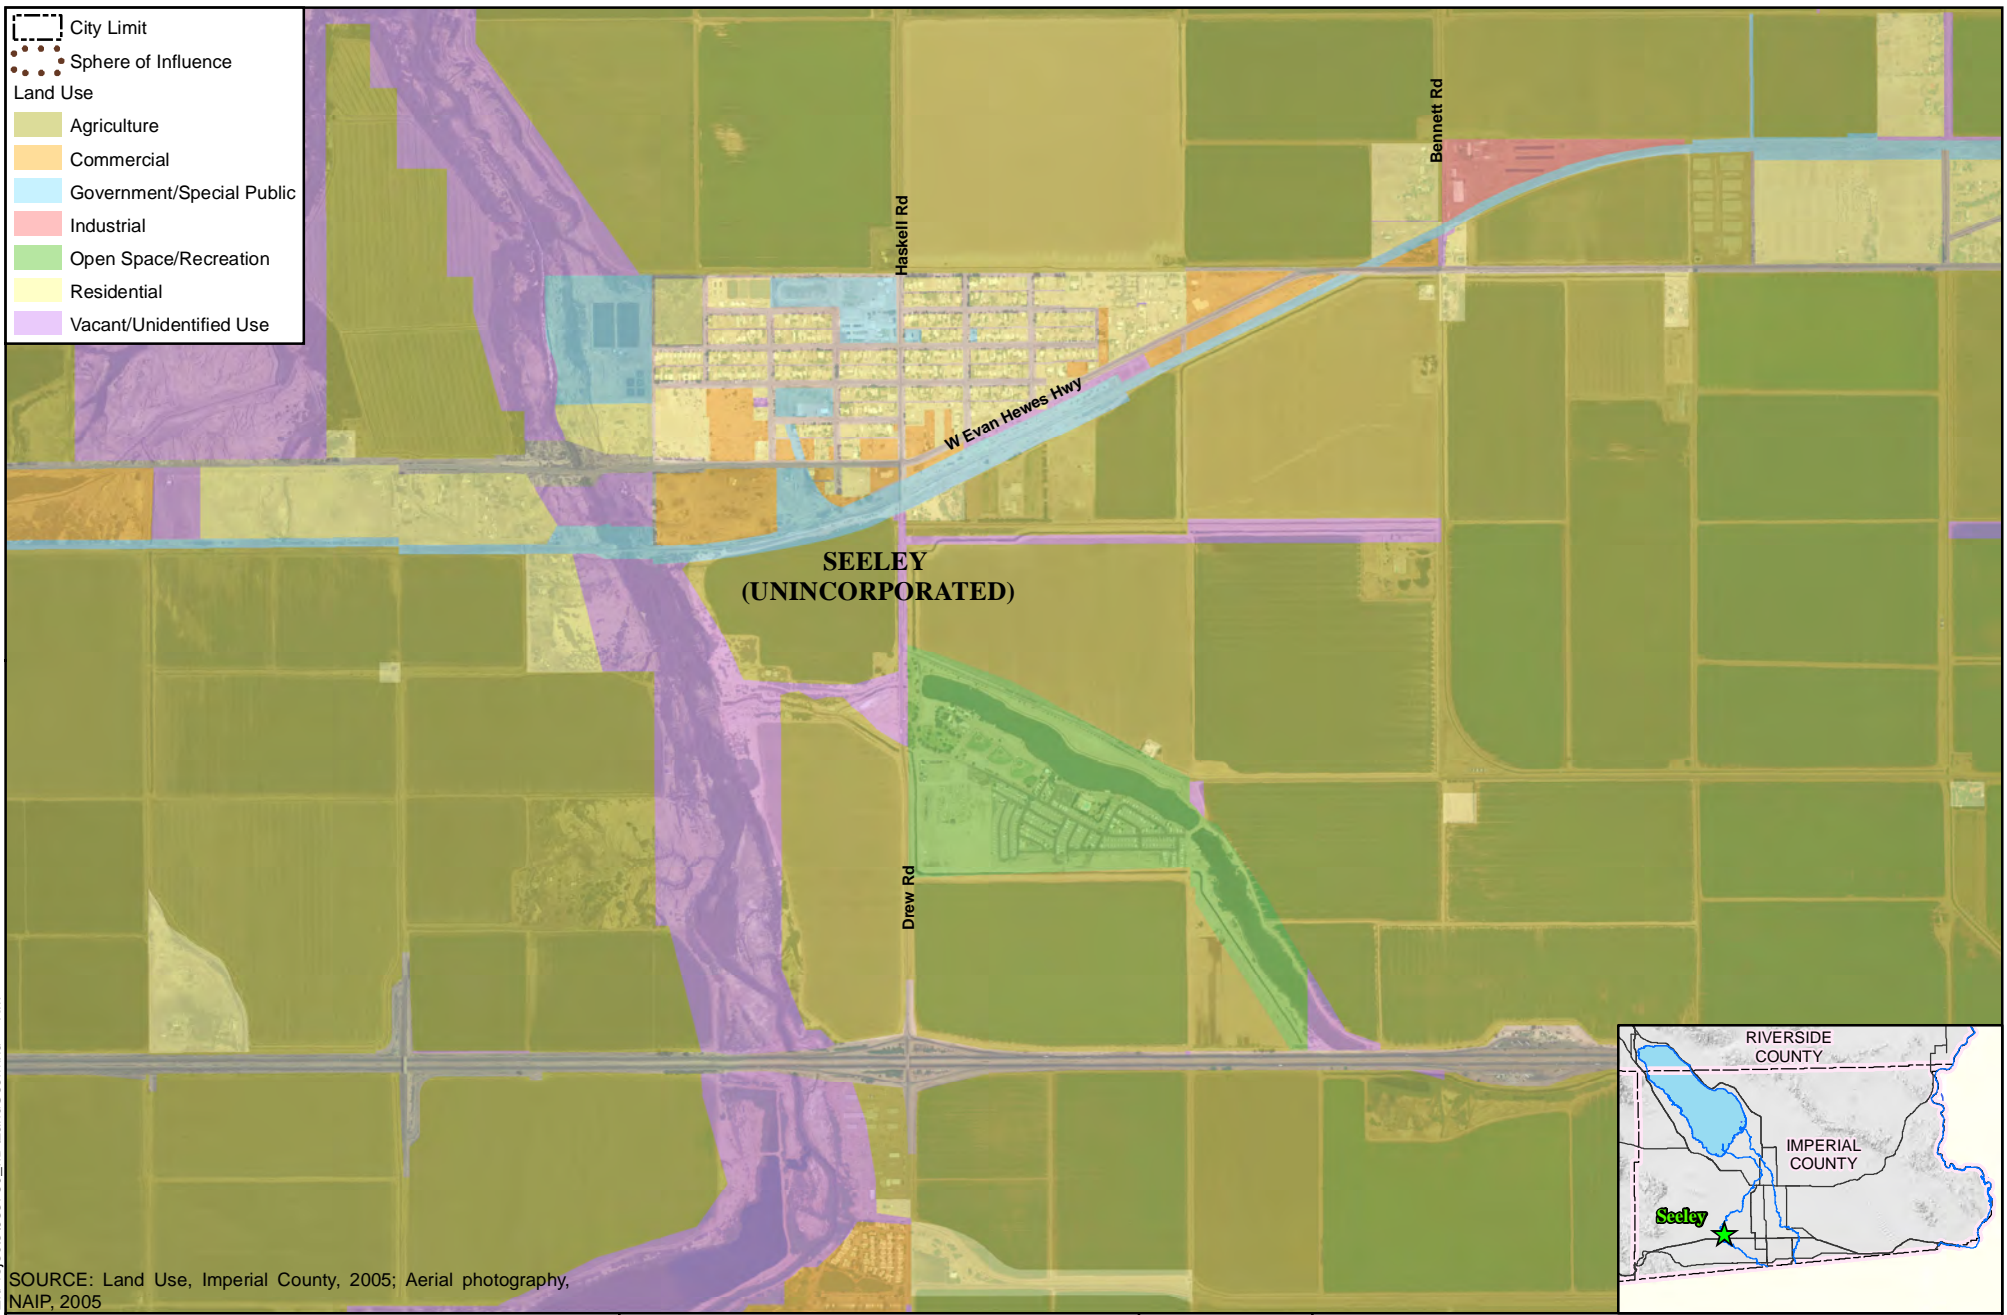 City Limit
Sphere of Influence
Land Use
Agriculture
Commercial
Government/Special Public
Industrial
Open Space/Recreation
Residential
Vacant/Unidentified Use
Bennett Rd
Haskell Rd
W Evan Hewes Hwy
SEELEY
(UNINCORPORATED)
Drew Rd
RIVERSIDE
COUNTY
IMPERIAL
COUNTY
Seeley
SOURCE: Land Use, Imperial County, 2005; Aerial photography,
NAIP, 2005